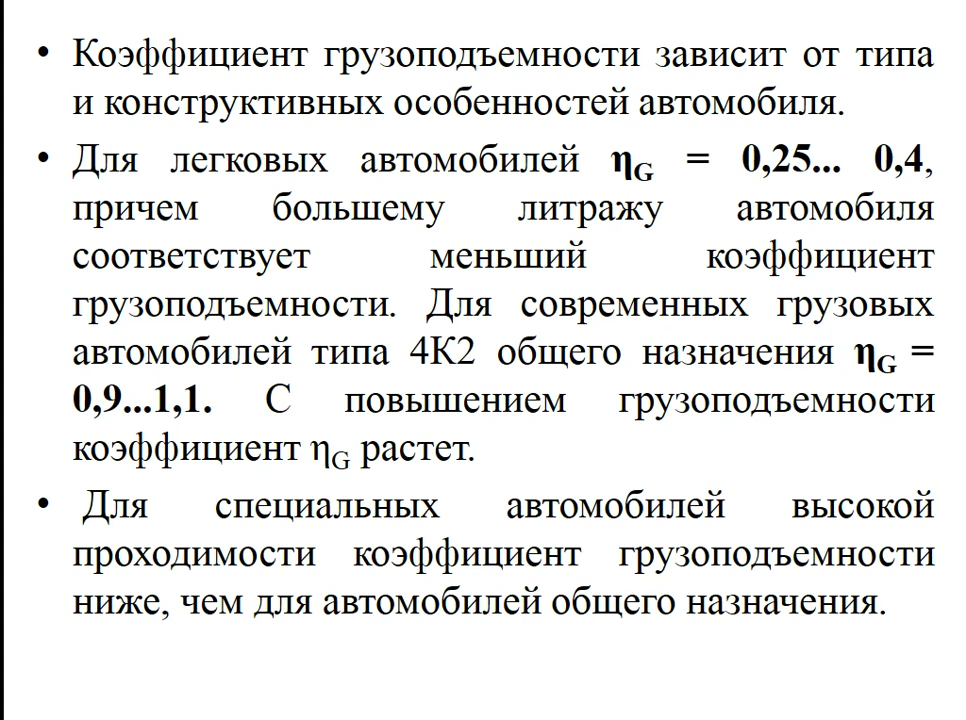 • Коэффициент грузоподъемности зависит от типа
и конструктивных особенностей автомобиля.
• Для легковых автомобилей ηG = 0,25... 0,4,
причем большему литражу автомобиля
соответствует меньший коэффициент
грузоподъемности. Для современных грузовых
автомобилей типа 4К2 общего назначения ηG =
0,9...1,1. С повышением грузоподъемности
коэффициент ηG растет.
• Для специальных автомобилей высокой
проходимости коэффициент грузоподъемности
ниже, чем для автомобилей общего назначения.